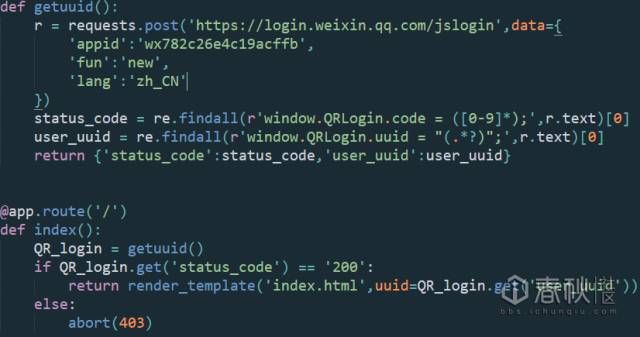 def getuuid():
    r = requests.post('https://login.weixin.qq.com/jslogin',data={
        'appid':'wx782c26e4c19acffb',
        'fun':'new',
        'lang':'zh_CN'
    })
    status_code = re.findall(r'window.QRLogin.code = ([0-9]*);',r.text)[0]
    user_uuid = re.findall(r'window.QRLogin.uuid = "(.*?)";',r.text)[0]
    return {'status_code':status_code,'user_uuid':user_uuid}
@app.route('/')
def index():
    QR_login = getuuid()
    if QR_login.get('status_code') == '200':
        return render_template('index.html',uuid=QR_login.get('user_uuid'))
    else:
        abort(403)
春秋
bbs.ichunqiu.com